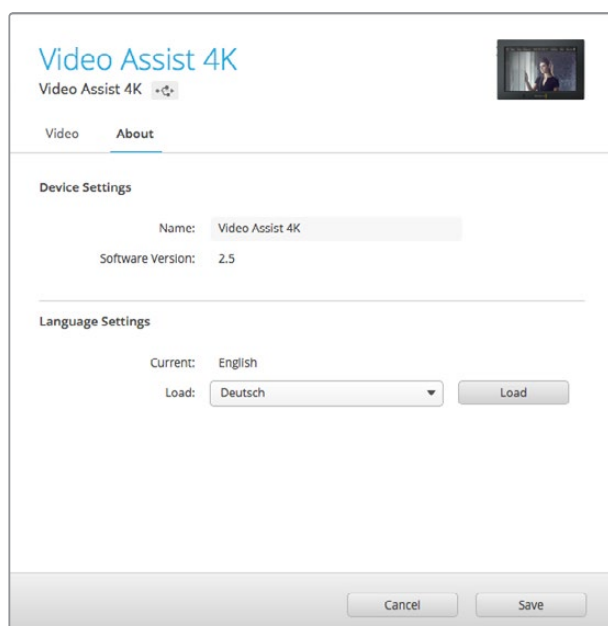 Video Assist 4K
Video Assist 4K
Video About
Device Settings
Name: Video Assist 4K
Software Version: 2.5
Language Settings
Current: English
Load: Deutsch Load
Cancel Save